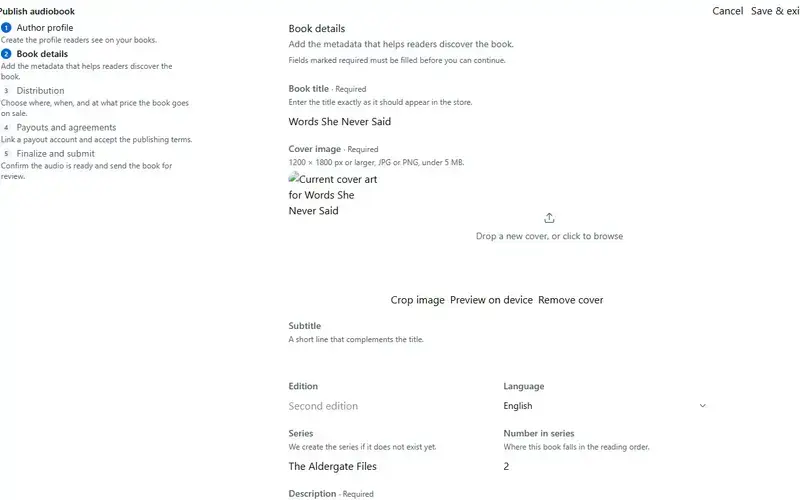 Publish audiobook
Cancel Save & exi
1 Author profile
Create the profile readers see on your books.
2 Book details
Add the metadata that helps readers discover the
book.
3 Distribution
Choose where, when, and at what price the book goes
on sale.
4 Payouts and agreements
Link a payout account and accept the publishing terms.
5 Finalize and submit
Confirm the audio is ready and send the book for
review.
Book details
Add the metadata that helps readers discover the book.
Fields marked required must be filled before you can continue.
Book title · Required
Enter the title exactly as it should appear in the store.
Words She Never Said
Cover image · Required
1200 × 1800 px or larger, JPG or PNG, under 5 MB.
Current cover art
for Words She
Never Said
Drop a new cover, or click to browse
Crop image Preview on device Remove cover
Subtitle
A short line that complements the title.
Edition
Second edition
Language
English
Series
We create the series if it does not exist yet.
The Aldergate Files
Number in series
Where this book falls in the reading order.
2
Description · Required